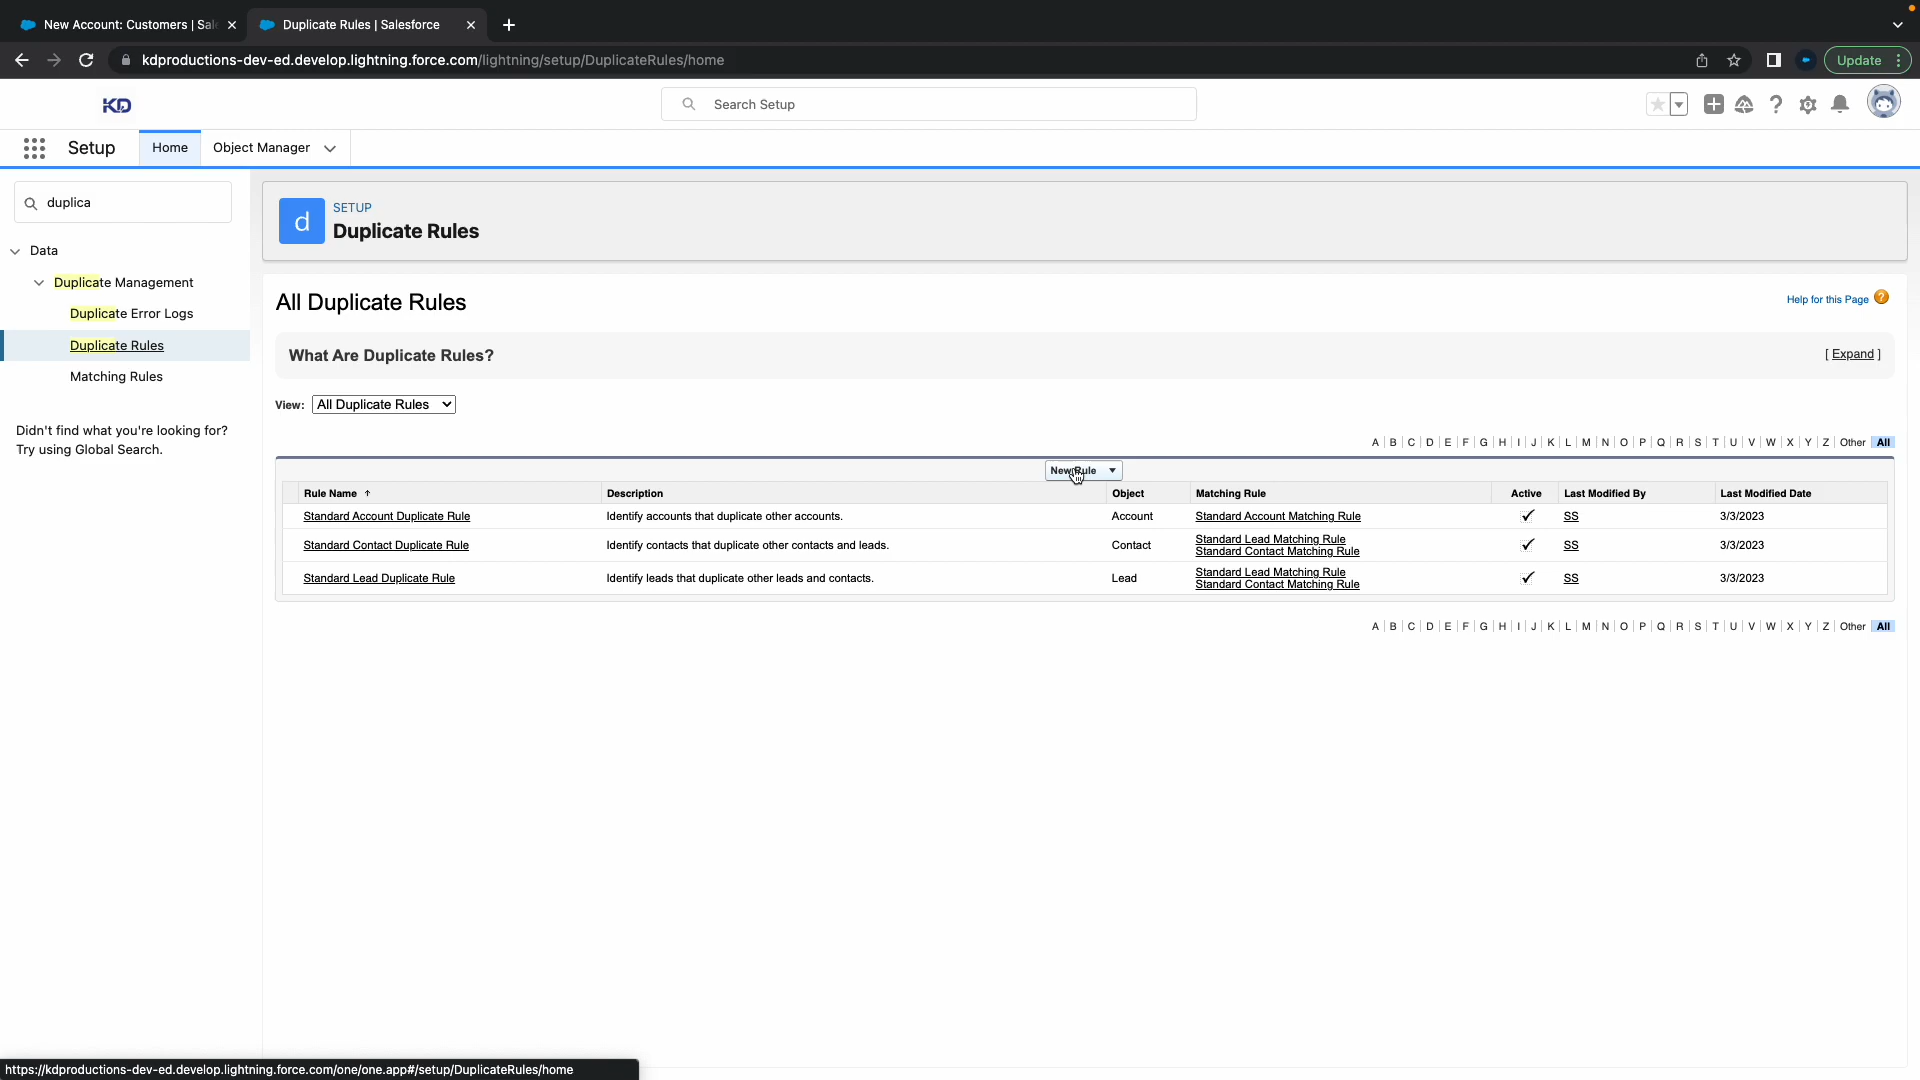 New Account: Customers | Sal
Duplicate Rules | Salesforce
kdproductions-dev-ed.develop.lightning.force.com/lightning/setup/DuplicateRules/home
Update
KD
Search Setup
Setup
Home
Object Manager
duplica
Data
Duplicate Management
Duplicate Error Logs
Duplicate Rules
Matching Rules
Didn't find what you're looking for?
Try using Global Search.
d
SETUP
Duplicate Rules
All Duplicate Rules
Help for this Page ?
What Are Duplicate Rules?
[ Expand ]
View: All Duplicate Rules
A | B | C | D | E | F | G | H | I | J | K | L | M | N | O | P | Q | R | S | T | U | V | W | X | Y | Z | Other | All
New Rule
Rule Name Description Object Matching Rule Active Last Modified By Last Modified Date
Standard Account Duplicate Rule Identify accounts that duplicate other accounts. Account Standard Account Matching Rule SS 3/3/2023
Standard Contact Duplicate Rule Identify contacts that duplicate other contacts and leads. Contact Standard Lead Matching Rule SS 3/3/2023
Standard Contact Matching Rule
Standard Lead Duplicate Rule Identify leads that duplicate other leads and contacts. Lead Standard Lead Matching Rule SS 3/3/2023
Standard Contact Matching Rule
A | B | C | D | E | F | G | H | I | J | K | L | M | N | O | P | Q | R | S | T | U | V | W | X | Y | Z | Other | All
https://kdproductions-dev-ed.develop.lightning.force.com/one/one.app#/setup/DuplicateRules/home